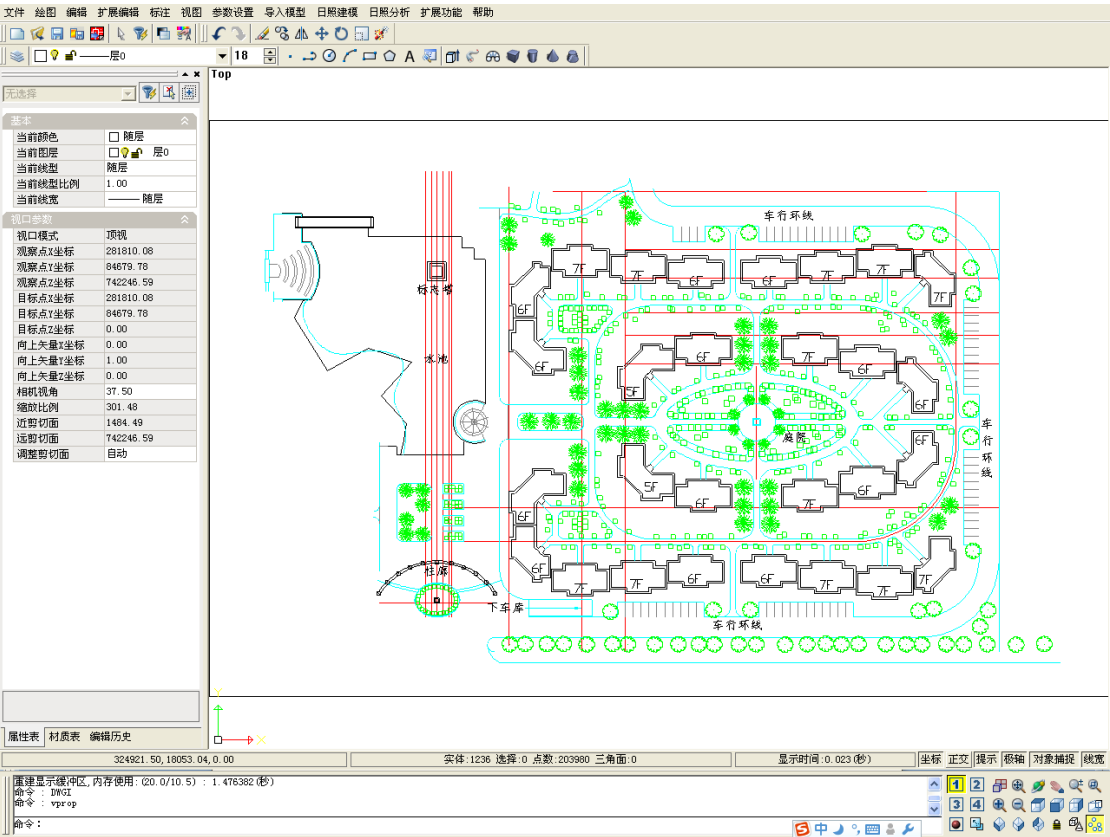 文件 绘图 编辑 扩展编辑 标注 视图 参数设置 导入模型 日照建模 日照分析 扩展功能 帮助
层0 18
Top
无选择
基本
当前颜色 随层
当前图层 层0
当前线型 随层
当前线型比例 1.00
当前线宽 随层
视口参数
视口模式 顶视
观察点X坐标 281810.08
观察点Y坐标 84679.78
观察点Z坐标 742246.59
目标点X坐标 281810.08
目标点Y坐标 84679.78
目标点Z坐标 0.00
向上矢量X坐标 0.00
向上矢量Y坐标 1.00
向上矢量Z坐标 0.00
相机视角 37.50
缩放比例 301.48
近剪切面 1484.49
远剪切面 742246.59
调整剪切面 自动
车行环线
7F 7F 6F 6F 7F 7F 7F
标志塔
6F
水池
6F 6F 7F 6F
5F 6F
车行环线
庭院
6F
5F 6F 7F 6F
6F
柱廊
6F 7F 7F 6F 6F 7F 7F 7F
下车库
车行环线
Y
X
属性表 材质表 编辑历史
324921.50, 18053.04, 0.00 实体:1236 选择:0 点数:203980 三角面:0 显示时间:0.023(秒) 坐标 正交 提示 极轴 对象捕捉 线宽
重建显示缓冲区,内存使用:(20.0/10.5) : 1.476382(秒)
命令 : DWGI
命令 : vprop
命令:
1 2
3 4
中